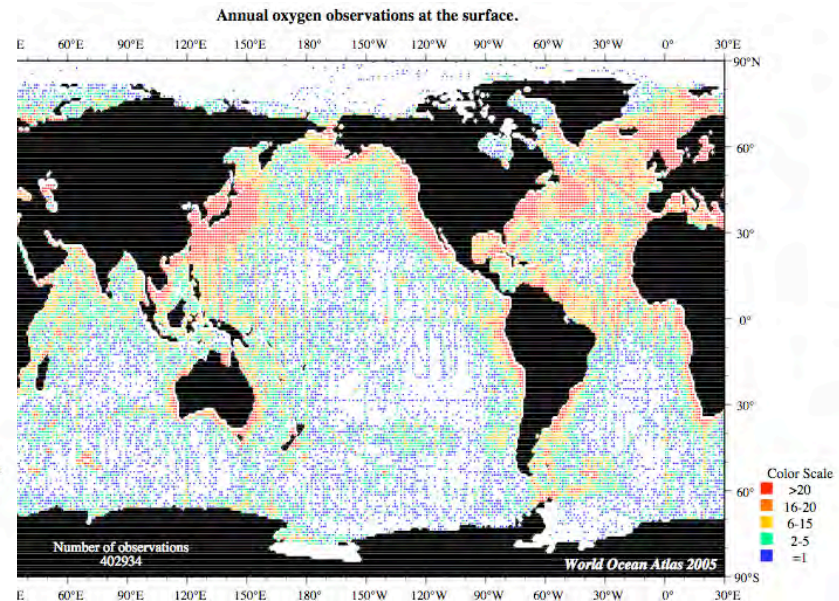 Annual oxygen observations at the surface.
E 60°E 90°E 120°E 150°E 180° 150°W 120°W 90°W 60°W 30°W 0° 30°E
90°N
60°
30°
0°
30°
60°
90°S
Color Scale
>20
16-20
6-15
2-5
=1
Number of observations
402934
World Ocean Atlas 2005
E 60°E 90°E 120°E 150°E 180° 150°W 120°W 90°W 60°W 30°W 0° 30°E